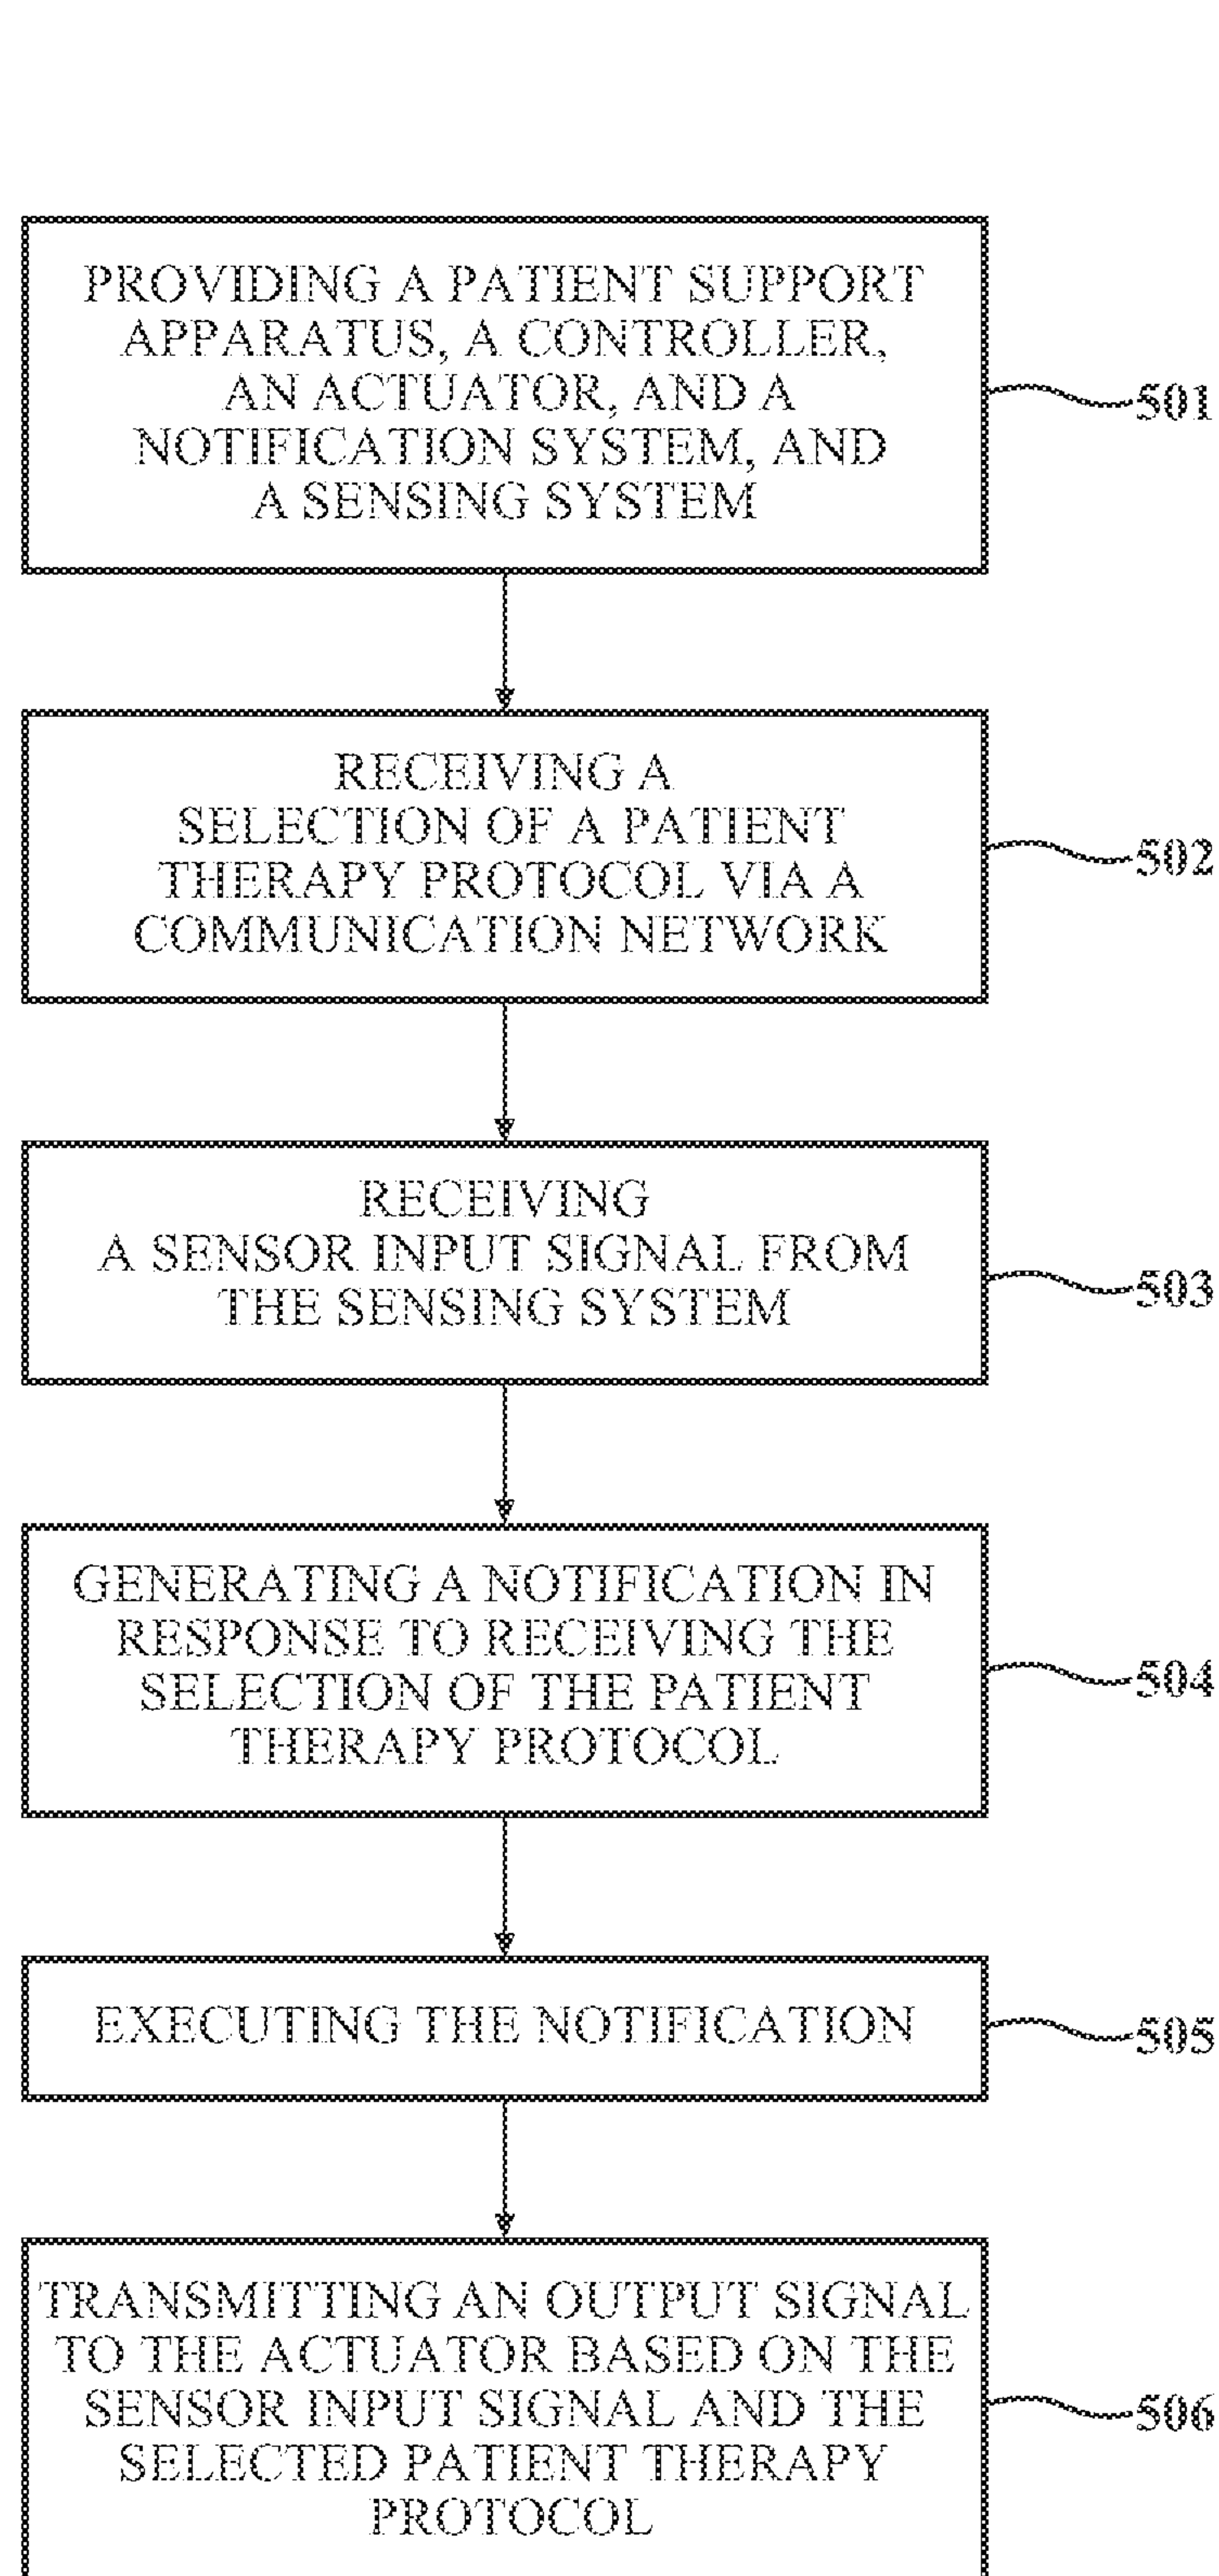 PROVIDING A PATIENT SUPPORT
APPARATUS, A CONTROLLER,
AN ACTUATOR, AND A
NOTIFICATION SYSTEM, AND
A SENSING SYSTEM
501
RECEIVING A
SELECTION OF A PATIENT
THERAPY PROTOCOL VIA A
COMMUNICATION NETWORK
502
RECEIVING
A SENSOR INPUT SIGNAL FROM
THE SENSING SYSTEM
503
GENERATING A NOTIFICATION IN
RESPONSE TO RECEIVING THE
SELECTION OF THE PATIENT
THERAPY PROTOCOL
504
EXECUTING THE NOTIFICATION
505
TRANSMITTING AN OUTPUT SIGNAL
TO THE ACTUATOR BASED ON THE
SENSOR INPUT SIGNAL AND THE
SELECTED PATIENT THERAPY
PROTOCOL
506